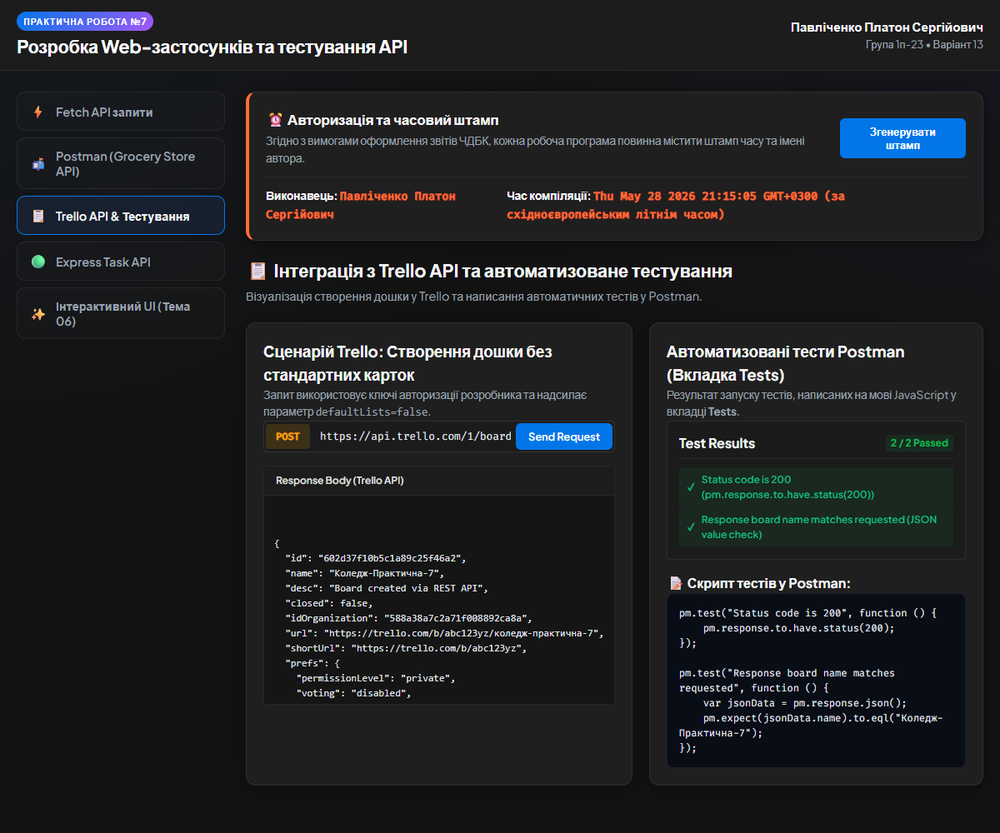 ПРАКТИЧНА РОБОТА №7
Розробка Web-застосунків та тестування API
Павліченко Платон Сергійович
Група 1п-23 • Варіант 13
Fetch API запити
Postman (Grocery Store
API)
Trello API & Тестування
Express Task API
Інтерактивний UI (Тема
06)
Авторизація та часовий штамп
Згідно з вимогами оформлення звітів ЧДБК, кожна робоча програма повинна містити штамп часу та імені
автора.
Згенерувати
штамп
Виконавець: Павліченко Платон
Сергійович
Час компіляції: Thu May 28 2026 21:15:05 GMT+0300 (за
східноєвропейським літнім часом)
Інтеграція з Trello API та автоматизоване тестування
Візуалізація створення дошки у Trello та написання автоматичних тестів у Postman.
Сценарій Trello: Створення дошки без
стандартних карток
Запит використовує ключі авторизації розробника та надсилає
параметр defaultLists=false.
POST
https://api.trello.com/1/board
Send Request
Response Body (Trello API)
{
"id": "602d37f10b5c1a89c25f46a2",
"name": "Коледж-Практична-7",
"desc": "Board created via REST API",
"closed": false,
"idOrganization": "588a38a7c2a71f008892ca8a",
"url": "https://trello.com/b/abc123yz/коледж-практична-7",
"shortUrl": "https://trello.com/b/abc123yz",
"prefs": {
"permissionLevel": "private",
"voting": "disabled",
Автоматизовані тести Postman
(Вкладка Tests)
Результат запуску тестів, написаних на мові JavaScript у
вкладці Tests.
Test Results
2 / 2 Passed
✓ Status code is 200
(pm.response.to.have.status(200))
✓ Response board name matches requested (JSON
value check)
Скрипт тестів у Postman:
pm.test("Status code is 200", function () {
pm.response.to.have.status(200);
});
pm.test("Response board name matches
requested", function () {
var jsonData = pm.response.json();
pm.expect(jsonData.name).to.eql("Коледж-
Практична-7");
});